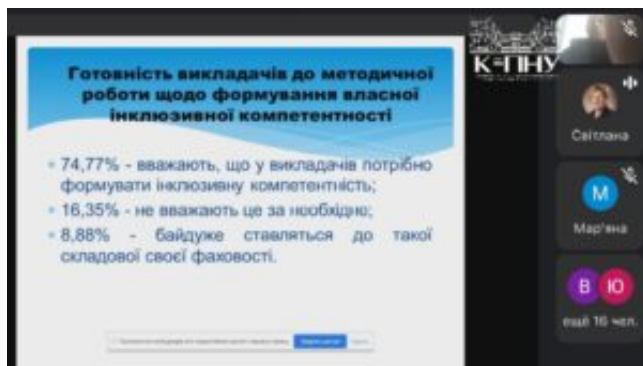 Готовність викладачів до методичної
роботи щодо формування власної
інклюзивної компетентності
74,77% - вважають, що у викладачів потрібно
формувати інклюзивну компетентність;
16,35% - не вважають це за необхідно;
8,88% - байдуже ставляться до такої
складової своєї фаховості.
К-ПНУ
Світлана
М
Мар'яна
В Ю
ещё 16 чел.